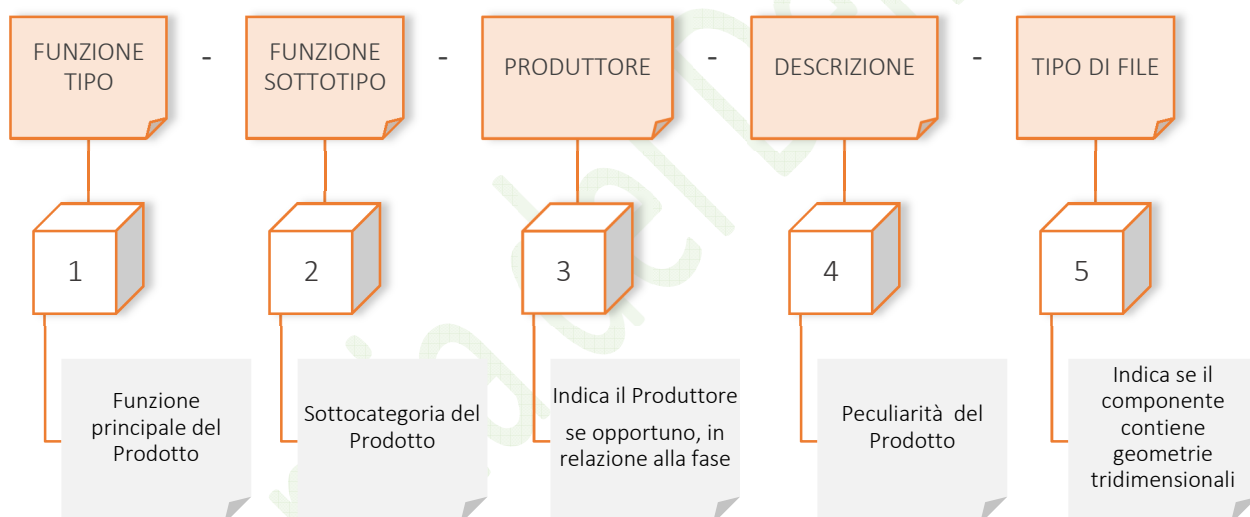 FUNZIONE
TIPO
-
FUNZIONE
SOTTOTIPO
-
PRODUTTORE
-
DESCRIZIONE
-
TIPO DI FILE
1
2
3
4
5
Funzione
principale del
Prodotto
Sottocategoria del
Prodotto
Indica il Produttore
se opportuno, in
relazione alla fase
Peculiarità del
Prodotto
Indica se il
componente
contiene
geometrie
tridimensionali